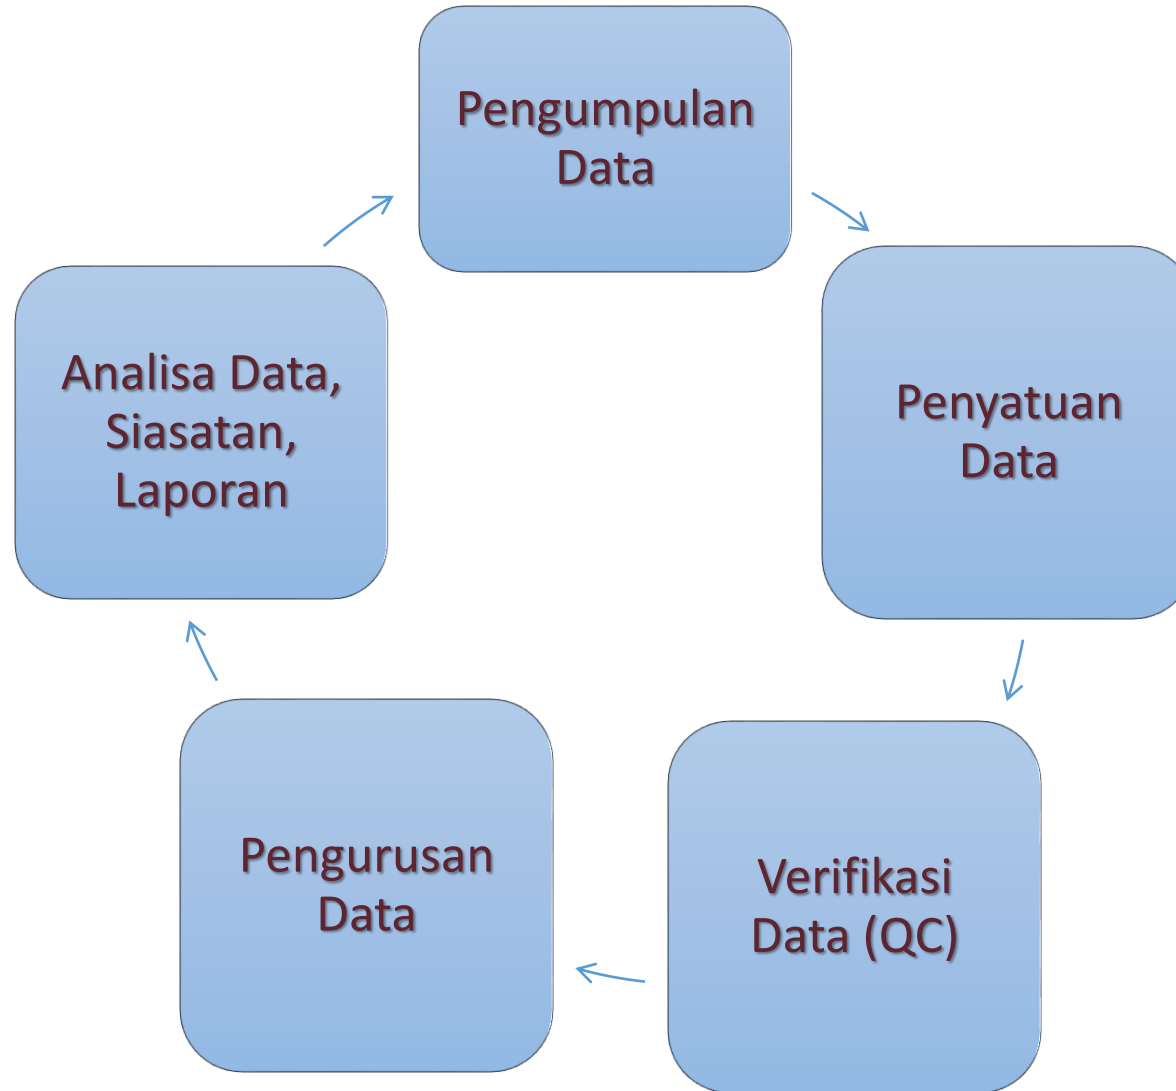 Pengumpulan
Data
Penyatuan
Data
Verifikasi
Data (QC)
Pengurusan
Data
Analisa Data,
Siasatan,
Laporan